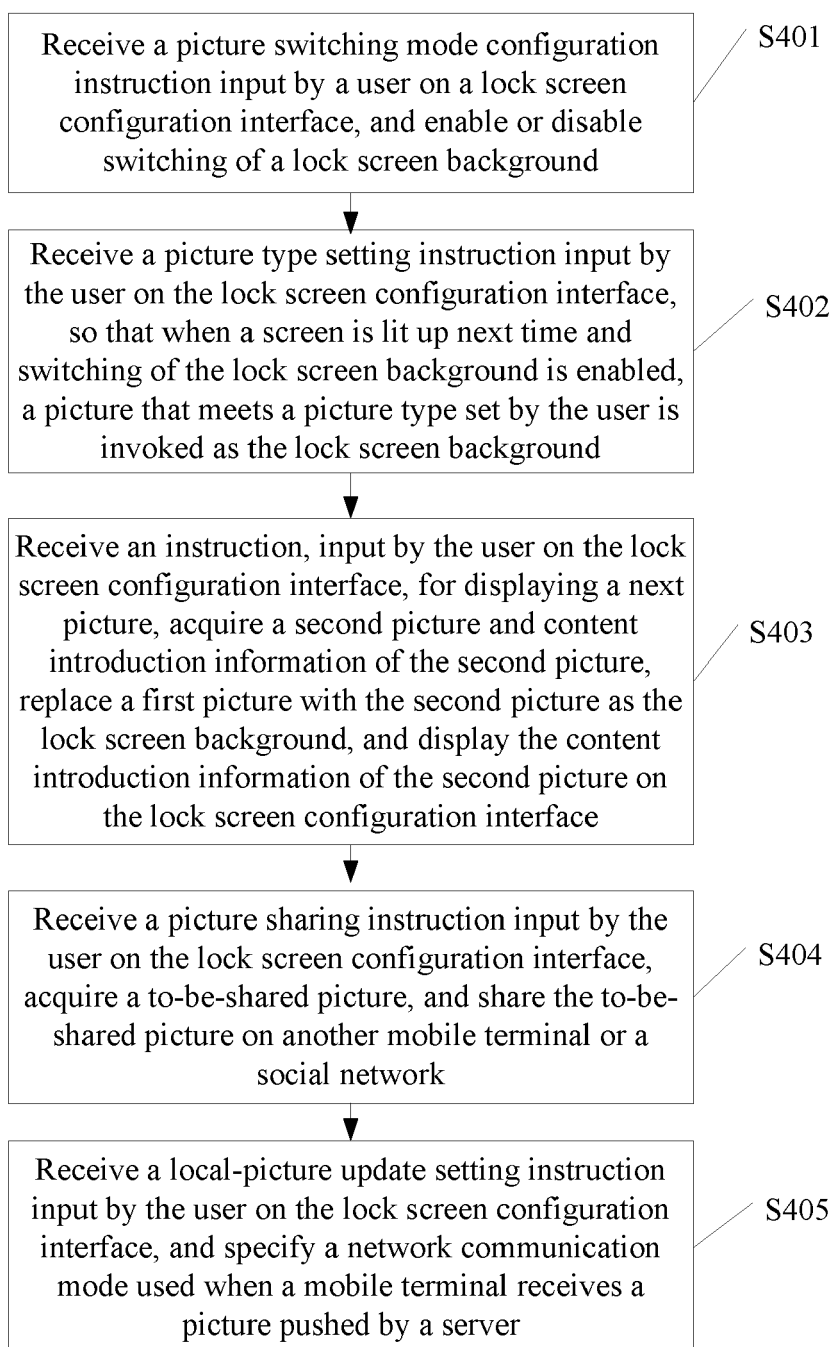 Receive a picture switching mode configuration
instruction input by a user on a lock screen
configuration interface, and enable or disable
switching of a lock screen background
S401
Receive a picture type setting instruction input by
the user on the lock screen configuration interface,
so that when a screen is lit up next time and
switching of the lock screen background is enabled,
a picture that meets a picture type set by the user is
invoked as the lock screen background
S402
Receive an instruction, input by the user on the lock
screen configuration interface, for displaying a next
picture, acquire a second picture and content
introduction information of the second picture,
replace a first picture with the second picture as the
lock screen background, and display the content
introduction information of the second picture on
the lock screen configuration interface
S403
Receive a picture sharing instruction input by the
user on the lock screen configuration interface,
acquire a to-be-shared picture, and share the to-be-
shared picture on another mobile terminal or a
social network
S404
Receive a local-picture update setting instruction
input by the user on the lock screen configuration
interface, and specify a network communication
mode used when a mobile terminal receives a
picture pushed by a server
S405